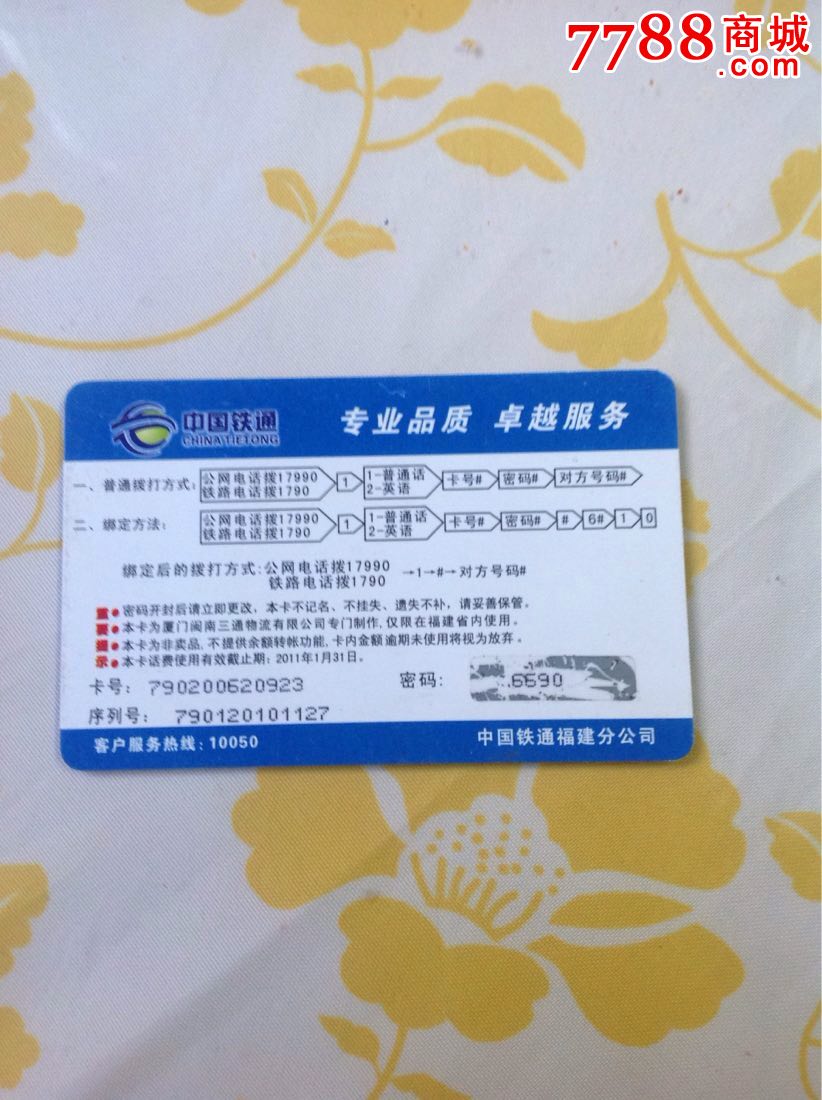 7788商城
.com
中国铁通
CHINA TIETONG
专业品质 卓越服务
一、普通拨打方式: 公网电话拨17990 铁路电话拨1790 1 1-普通话 2-英语 卡号# 密码# 对方号码#
二、绑定方法: 公网电话拨17990 铁路电话拨1790 1 1-普通话 2-英语 卡号# 密码# # 6# 1 0
绑定后的拨打方式:公网电话拨17990 →1→#→对方号码#
铁路电话拨1790
重●密码开封后请立即更改，本卡不记名、不挂失、遗失不补，请妥善保管。
要●本卡为厦门闽南三通物流有限公司专门制作,仅限在福建省内使用。
提●本卡为非卖品,不提供余额转帐功能,卡内金额逾期未使用将视为放弃。
示●本卡话费使用有效截止期: 2011年1月31日。
卡号: 790200620923 密码: 6690
序列号: 790120101127
客户服务热线: 10050 中国铁通福建分公司